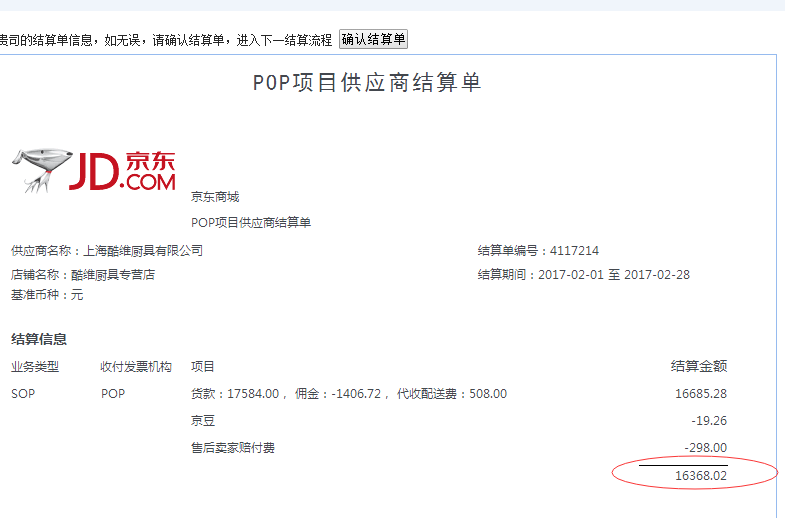 贵司的结算单信息，如无误，请确认结算单，进入下一结算流程 确认结算单
POP项目供应商结算单
JD京东.COM
京东商城
POP项目供应商结算单
供应商名称：上海酷维厨具有限公司 结算单编号：4117214
店铺名称：酷维厨具专营店 结算期间：2017-02-01 至 2017-02-28
基准币种：元
结算信息
业务类型 收付发票机构 项目 结算金额
SOP POP 货款：17584.00， 佣金：-1406.72， 代收配送费：508.00 16685.28
京豆 -19.26
售后卖家赔付费 -298.00
16368.02